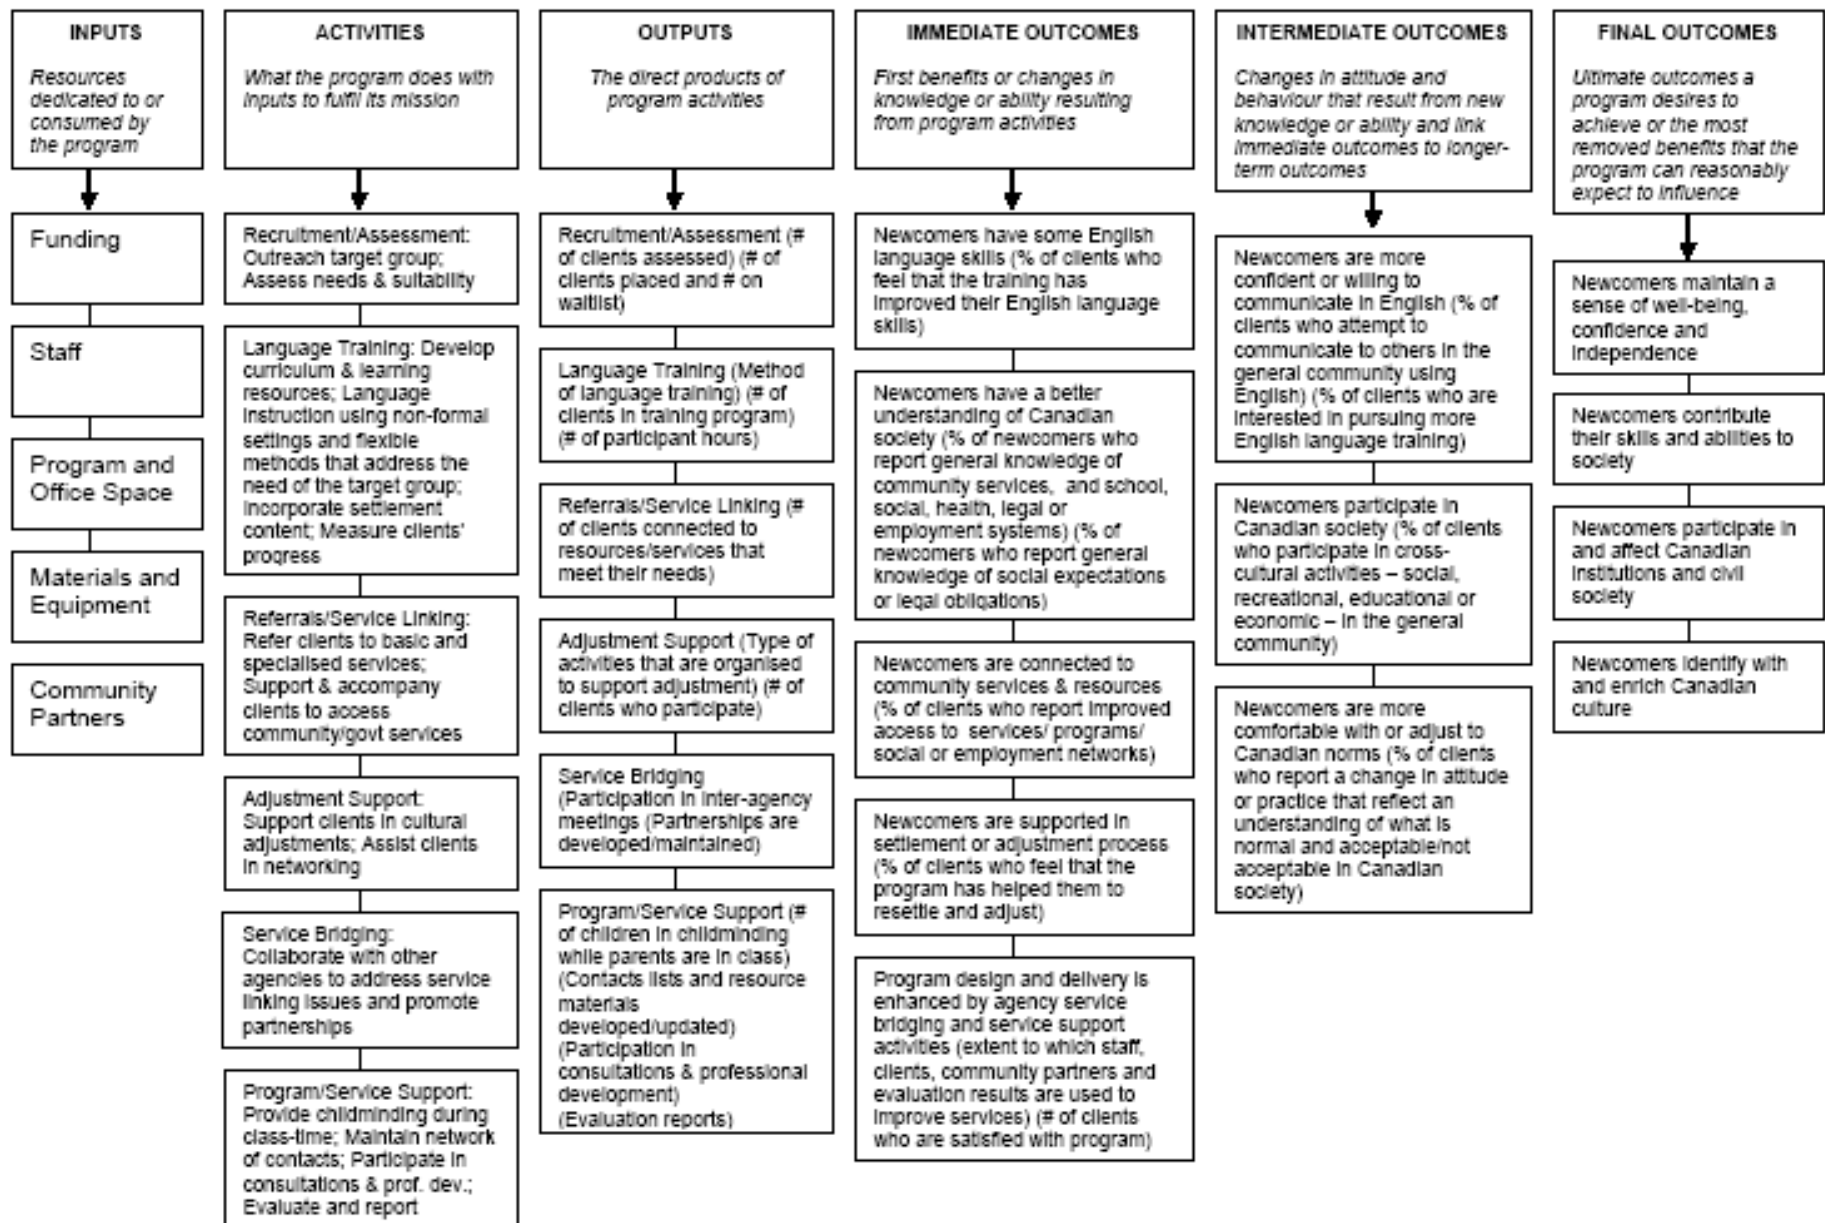 INPUTS
Resources
dedicated to or
consumed by
the program
Funding
Staff
Program and
Office Space
Materials and
Equipment
Community
Partners
ACTIVITIES
What the program does with
inputs to fulfil its mission
Recruitment/Assessment:
Outreach target group;
Assess needs & suitability
Language Training: Develop
curriculum & learning
resources; Language
instruction using non-formal
settings and flexible
methods that address the
need of the target group;
Incorporate settlement
content; Measure clients'
progress
Referrals/Service Linking:
Refer clients to basic and
specialised services;
Support & accompany
clients to access
community/govt services
Adjustment Support:
Support clients in cultural
adjustments; Assist clients
in networking
Service Bridging:
Collaborate with other
agencies to address service
linking issues and promote
partnerships
Program/Service Support:
Provide childminding during
class-time; Maintain network
of contacts; Participate in
consultations & prof. dev.;
Evaluate and report
OUTPUTS
The direct products of
program activities
Recruitment/Assessment (#
of clients assessed) (# of
clients placed and # on
waitlist)
Language Training (Method
of language training) (# of
clients in training program)
(# of participant hours)
Referrals/Service Linking (#
of clients connected to
resources/services that
meet their needs)
Adjustment Support (Type of
activities that are organised
to support adjustment) (# of
clients who participate)
Service Bridging
(Participation in inter-agency
meetings (Partnerships are
developed/maintained)
Program/Service Support (#
of children in childminding
while parents are in class)
(Contacts lists and resource
materials
developed/updated)
(Participation in
consultations & professional
development)
(Evaluation reports)
IMMEDIATE OUTCOMES
First benefits or changes in
knowledge or ability resulting
from program activities
Newcomers have some English
language skills (% of clients who
feel that the training has
improved their English language
skills)
Newcomers have a better
understanding of Canadian
society (% of newcomers who
report general knowledge of
community services, and school,
social, health, legal or
employment systems) (% of
newcomers who report general
knowledge of social expectations
or legal obligations)
Newcomers are connected to
community services & resources
(% of clients who report improved
access to services/ programs/
social or employment networks)
Newcomers are supported in
settlement or adjustment process
(% of clients who feel that the
program has helped them to
resettle and adjust)
Program design and delivery is
enhanced by agency service
bridging and service support
activities (extent to which staff,
clients, community partners and
evaluation results are used to
improve services) (# of clients
who are satisfied with program)
INTERMEDIATE OUTCOMES
Changes in attitude and
behaviour that result from new
knowledge or ability and link
immediate outcomes to longer-
term outcomes
Newcomers are more
confident or willing to
communicate in English (% of
clients who attempt to
communicate to others in the
general community using
English) (% of clients who are
interested in pursuing more
English language training)
Newcomers participate in
Canadian society (% of clients
who participate in cross-
cultural activities – social,
recreational, educational or
economic – in the general
community)
Newcomers are more
comfortable with or adjust to
Canadian norms (% of clients
who report a change in attitude
or practice that reflect an
understanding of what is
normal and acceptable/not
acceptable in Canadian
society)
FINAL OUTCOMES
Ultimate outcomes a
program desires to
achieve or the most
removed benefits that the
program can reasonably
expect to influence
Newcomers maintain a
sense of well-being,
confidence and
independence
Newcomers contribute
their skills and abilities to
society
Newcomers participate in
and affect Canadian
institutions and civil
society
Newcomers identify with
and enrich Canadian
culture